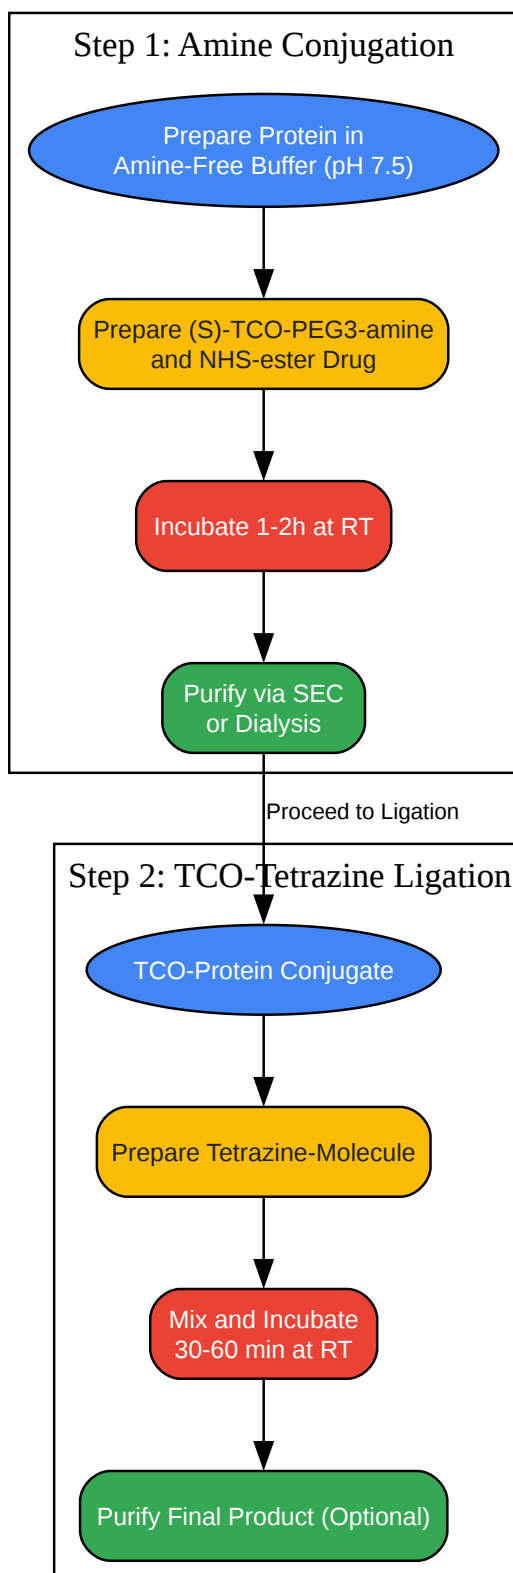 Step 1: Amine Conjugation
Prepare Protein in
Amine-Free Buffer (pH 7.5)
Prepare (S)-TCO-PEG3-amine
and NHS-ester Drug
Incubate 1-2h at RT
Purify via SEC
or Dialysis
Proceed to Ligation
Step 2: TCO-Tetrazine Ligation
TCO-Protein Conjugate
Prepare Tetrazine-Molecule
Mix and Incubate
30-60 min at RT
Purify Final Product (Optional)